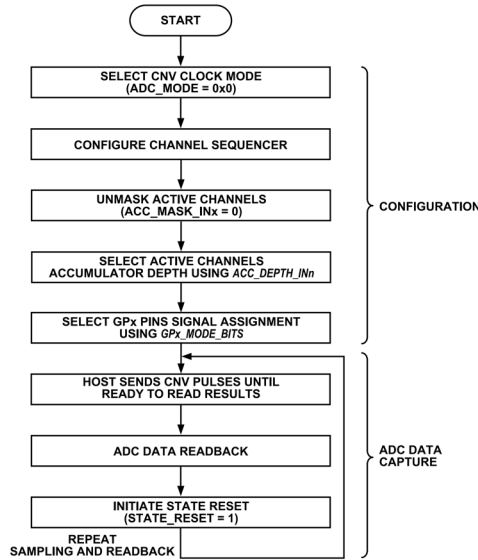 START
SELECT CNV CLOCK MODE
(ADC_MODE = 0x0)
CONFIGURE CHANNEL SEQUENCER
UNMASK ACTIVE CHANNELS
(ACC_MASK_INx = 0)
SELECT ACTIVE CHANNELS
ACCUMULATOR DEPTH USING ACC_DEPTH_INn
SELECT GPx PINS SIGNAL ASSIGNMENT
USING GPx_MODE_BITS
CONFIGURATION
HOST SENDS CNV PULSES UNTIL
READY TO READ RESULTS
ADC DATA READBACK
INITIATE STATE RESET
(STATE_RESET = 1)
REPEAT
SAMPLING AND READBACK
ADC DATA
CAPTURE